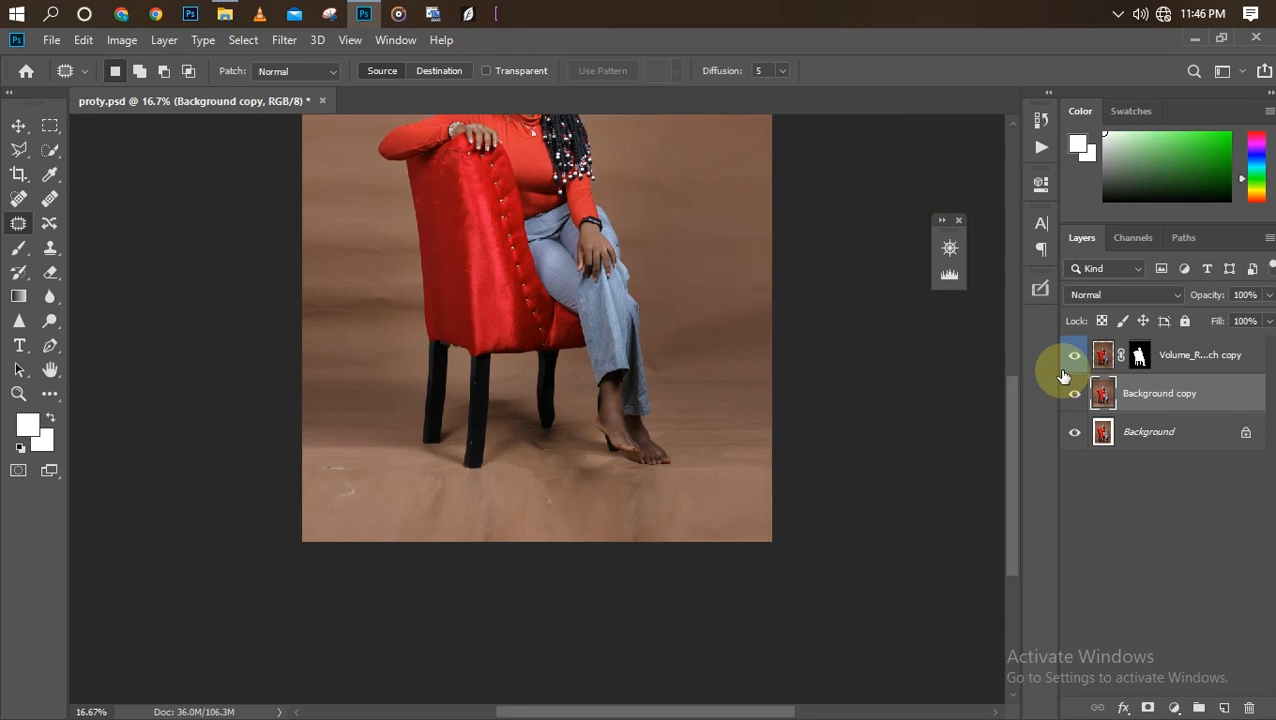 11:46 PM
File Edit Image Layer Type Select Filter 3D View Window Help
Patch: Normal Source Destination Transparent Use Pattern Diffusion: 5
proty.psd @ 16.7% (Background copy, RGB/8) *
Color Swatches
Layers Channels Paths
Kind
Normal Opacity: 100%
Lock: Fill: 100%
Volume_R...ch copy
Background copy
Background
Activate Windows
Go to Settings to activate Windows.
16.67% Doc: 36.0M/106.3M